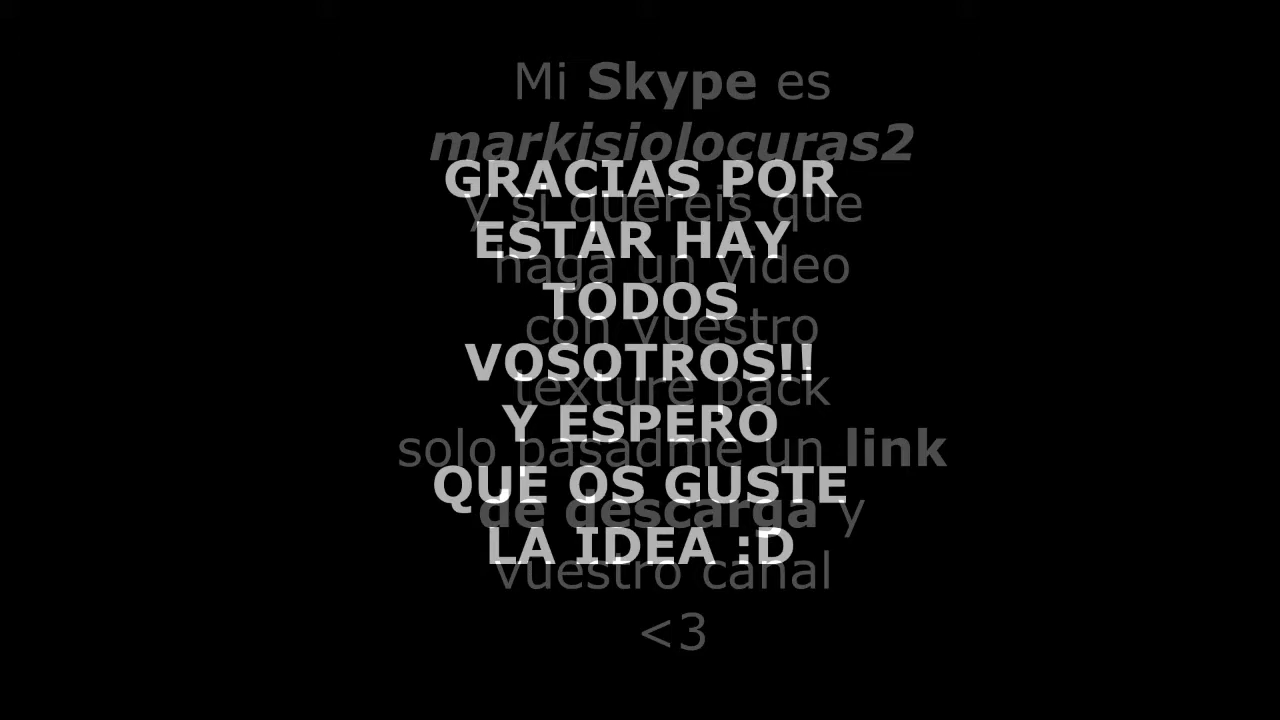 Mi Skype es
markisiolocuras2
y si quereis que
haga un video
con vuestro
texture pack
solo pasadme un link
de descarga y
vuestro canal
<3
GRACIAS POR
ESTAR HAY
TODOS
VOSOTROS!!
Y ESPERO
QUE OS GUSTE
LA IDEA :D